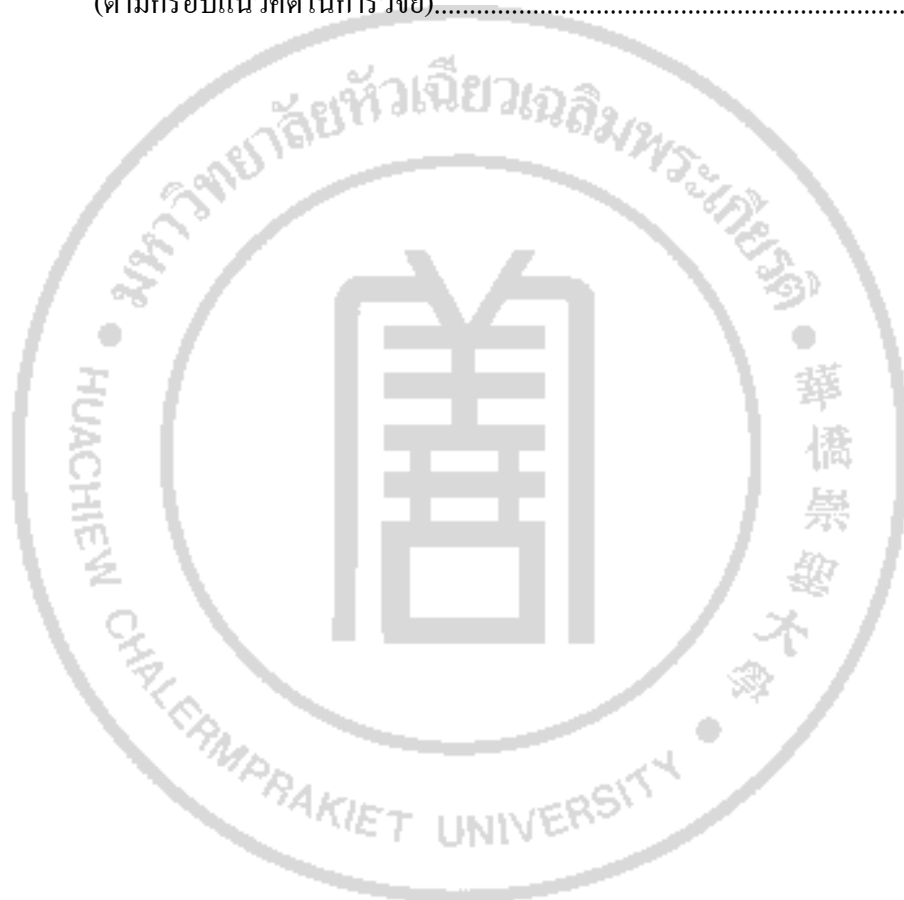 (ตามกรอบแนวคิดในการวิจัย)....................................................................
มหาวิทยาลัยหัวเฉียวเฉลิมพระเกียรติ
HUACHIEW CHALERMPRAKIET UNIVERSITY
華僑崇聖大學